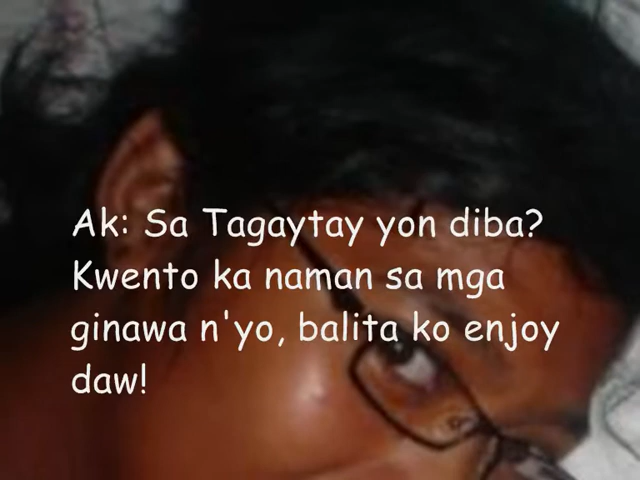 Ak: Sa Tagaytay yon diba?
Kwento ka naman sa mga
ginawa n'yo, balita ko enjoy
daw!